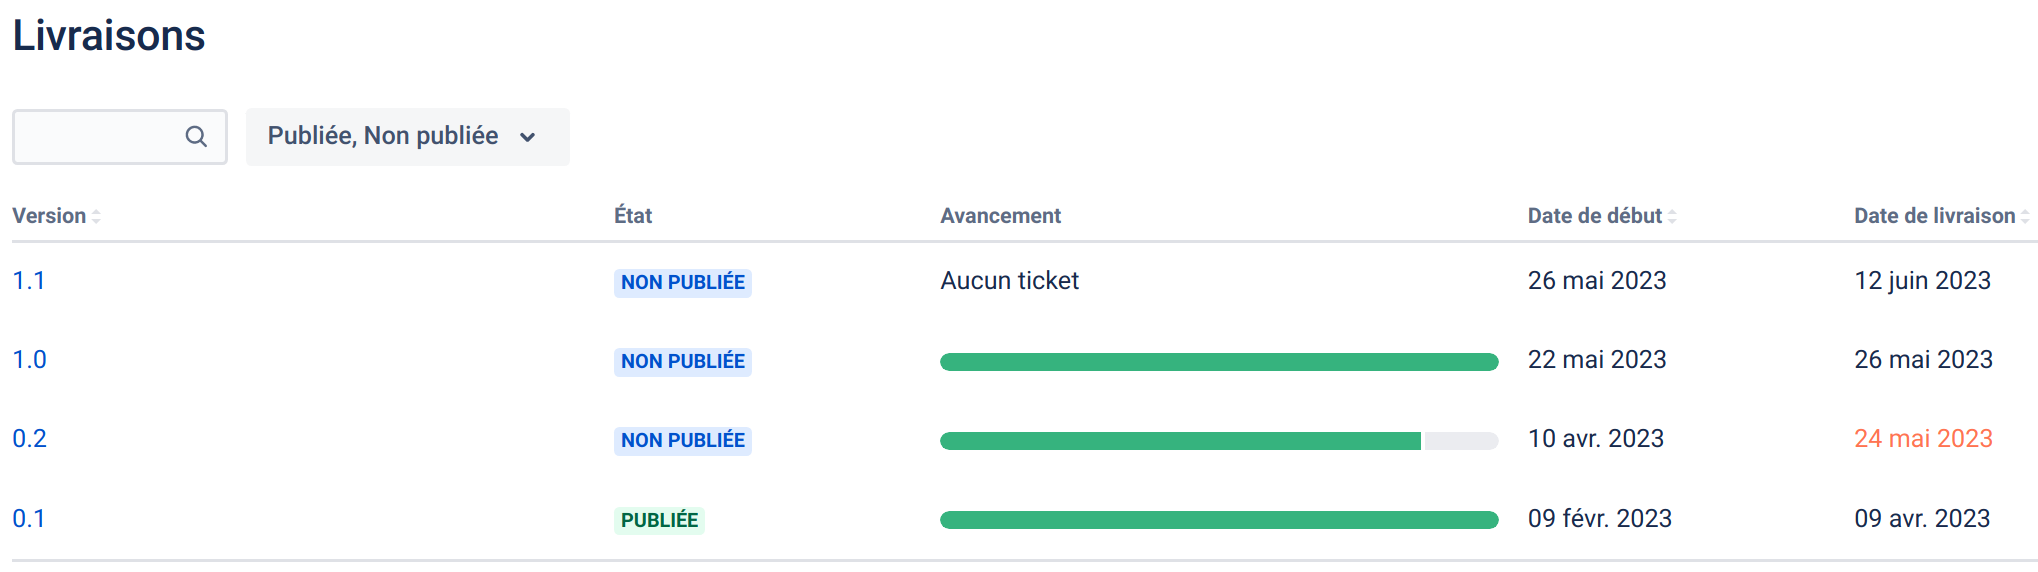 Livraisons
Publiée, Non publiée
Version État Avancement Date de début Date de livraison
1.1 NON PUBLIÉE Aucun ticket 26 mai 2023 12 juin 2023
1.0 NON PUBLIÉE 22 mai 2023 26 mai 2023
0.2 NON PUBLIÉE 10 avr. 2023 24 mai 2023
0.1 PUBLIÉE 09 févr. 2023 09 avr. 2023